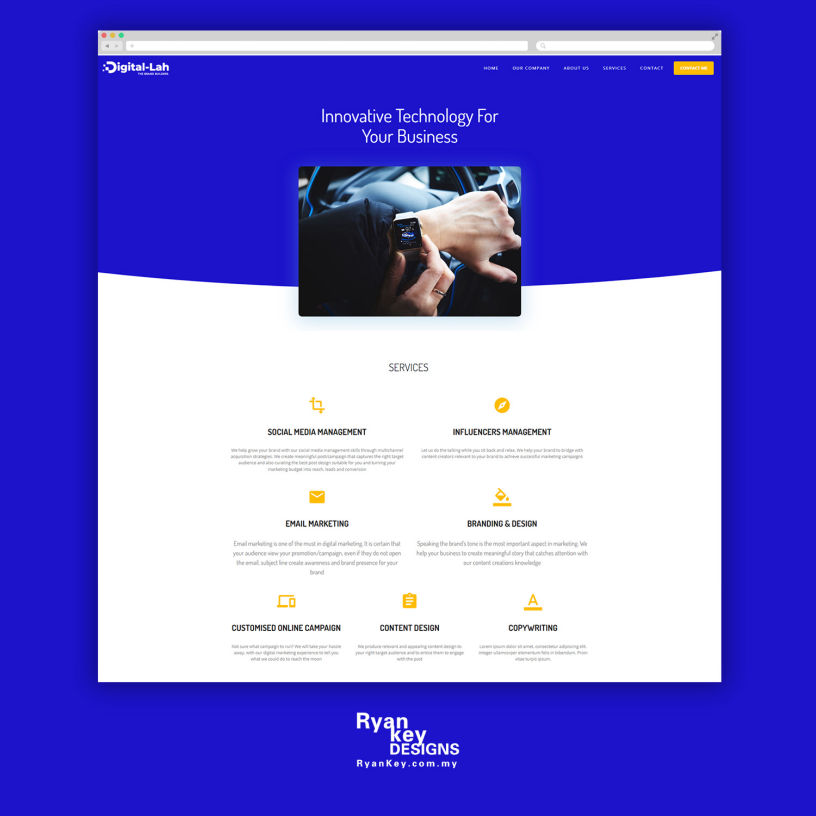 Digital-Lah
THE BRAND BUILDERS
HOME OUR COMPANY ABOUT US SERVICES CONTACT CONTACT ME
Innovative Technology For
Your Business
SERVICES
SOCIAL MEDIA MANAGEMENT
We help grow your brand with our social media management skills through multichannel
acquisition strategies. We create meaningful post/campaign that captures the right target
audience and also curating the best post design suitable for you and turning your
marketing budget into reach, leads and conversion
INFLUENCERS MANAGEMENT
Let us do the talking while you sit back and relax. We help your brand to bridge with
content creators relevant to your brand to achieve successful marketing campaigns
EMAIL MARKETING
Email marketing is one of the must in digital marketing. It is certain that
your audience view your promotion/campaign, even if they do not open
the email, subject line create awareness and brand presence for your
brand
BRANDING & DESIGN
Speaking the brand's tone is the most important aspect in marketing. We
help your business to create meaningful story that catches attention with
our content creations knowledge
CUSTOMISED ONLINE CAMPAIGN
Not sure what campaign to run? We will take your hassle
away, with our digital marketing experience to tell you
what we could do to reach the moon
CONTENT DESIGN
We produce relevant and appealing content design to
your right target audience and to entice them to engage
with the post
COPYWRITING
Lorem ipsum dolor sit amet, consectetur adipiscing elit.
Integer ullamcorper elementum felis in bibendum. Proin
vitae turpis ipsum.
Ryan
key
DESIGNS
RyanKey.com.my